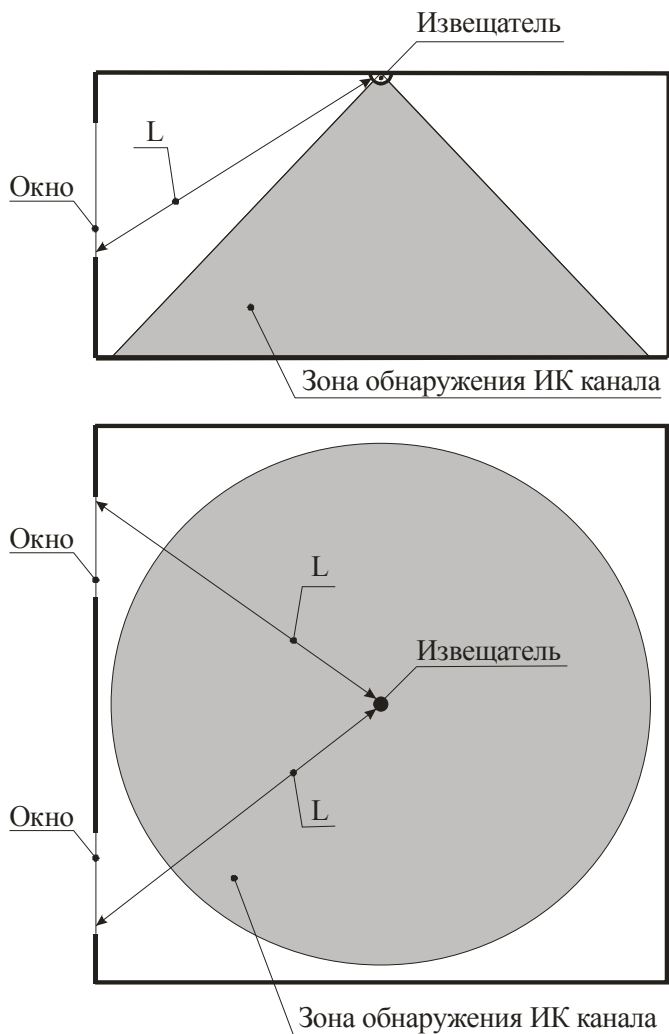 Извещатель
L
Окно
Зона обнаружения ИК канала
Окно
L
Извещатель
L
Окно
Зона обнаружения ИК канала